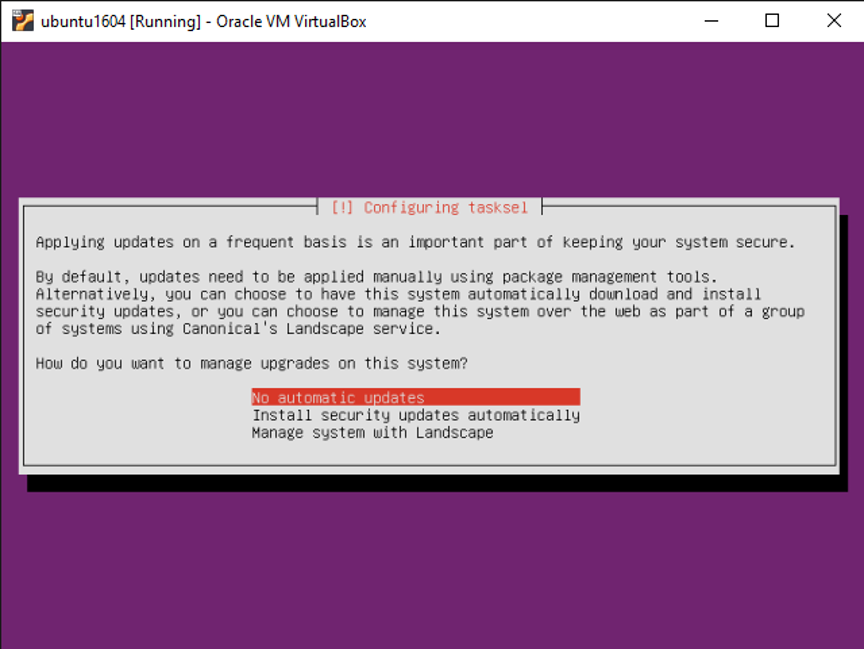 ubuntu1604 [Running] - Oracle VM VirtualBox
[!] Configuring tasksel
Applying updates on a frequent basis is an important part of keeping your system secure.
By default, updates need to be applied manually using package management tools.
Alternatively, you can choose to have this system automatically download and install
security updates, or you can choose to manage this system over the web as part of a group
of systems using Canonical's Landscape service.
How do you want to manage upgrades on this system?
No automatic updates
Install security updates automatically
Manage system with Landscape